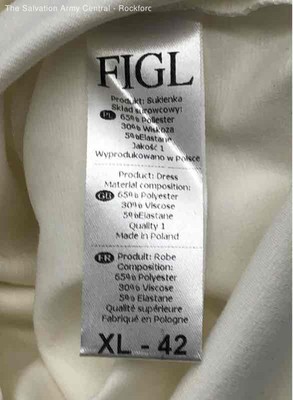 The Salvation Army Central - Rockforc
FIGL
Produkt: Sukienka
Skład surowcowy:
PL 65% Poliester
30% Wiskoza
5%Elastane
Jakość 1
Wyprodukowano w Polsce
Product: Dress
Material composition:
GB 65% Polyester
30% Viscose
5%Elastane
Quality 1
Made in Poland
FR Produit: Robe
Composition:
65% Polyester
30% Viscose
5% Elastane
Qualité supérieure
Fabriqué en Pologne
XL - 42